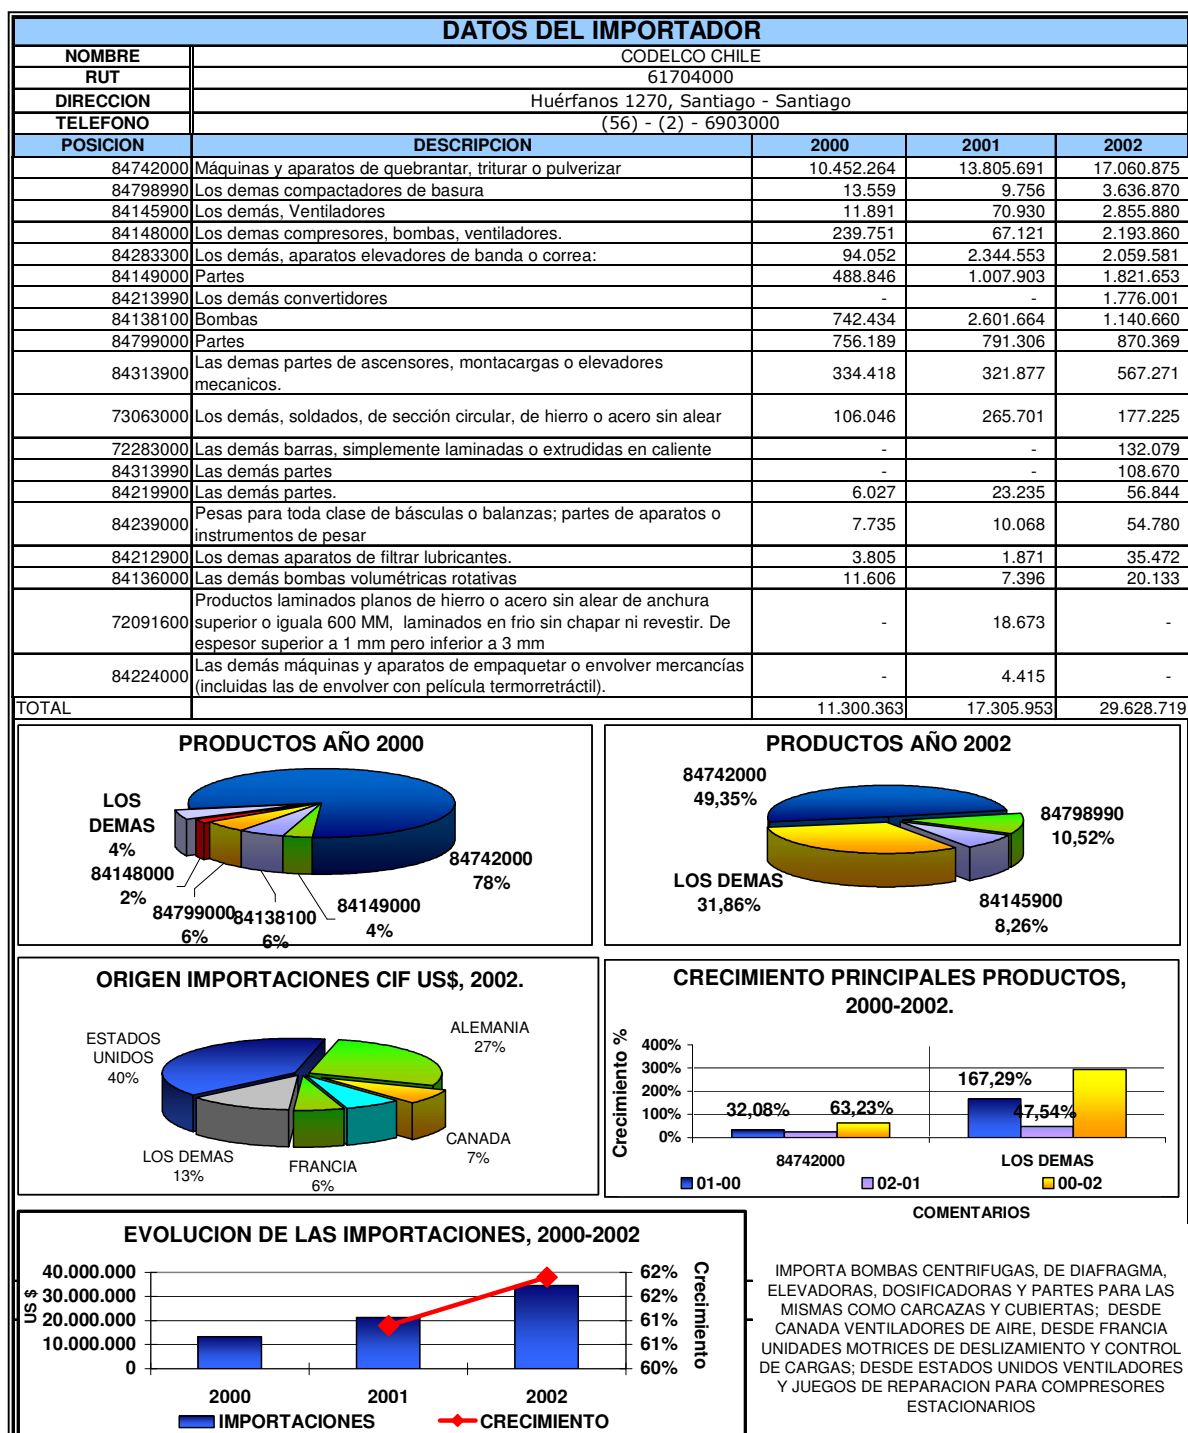 DATOS DEL IMPORTADOR
NOMBRE CODELCO CHILE
RUT 61704000
DIRECCION Huérfanos 1270, Santiago - Santiago
TELEFONO (56) - (2) - 6903000
POSICION DESCRIPCION 2000 2001 2002
84742000 Máquinas y aparatos de quebrantar, triturar o pulverizar 10.452.264 13.805.691 17.060.875
84798990 Los demas compactadores de basura 13.559 9.756 3.636.870
84145900 Los demás, Ventiladores 11.891 70.930 2.855.880
84148000 Los demas compresores, bombas, ventiladores. 239.751 67.121 2.193.860
84283300 Los demás, aparatos elevadores de banda o correa: 94.052 2.344.553 2.059.581
84149000 Partes 488.846 1.007.903 1.821.653
84213990 Los demás convertidores - - 1.776.001
84138100 Bombas 742.434 2.601.664 1.140.660
84799000 Partes 756.189 791.306 870.369
Las demas partes de ascensores, montacargas o elevadores
84313900 mecanicos. 334.418 321.877 567.271
73063000 Los demás, soldados, de sección circular, de hierro o acero sin alear 106.046 265.701 177.225
72283000 Las demás barras, simplemente laminadas o extrudidas en caliente - - 132.079
84313990 Las demás partes - - 108.670
84219900 Las demás partes. 6.027 23.235 56.844
Pesas para toda clase de básculas o balanzas; partes de aparatos o
84239000 instrumentos de pesar 7.735 10.068 54.780
84212900 Los demas aparatos de filtrar lubricantes. 3.805 1.871 35.472
84136000 Las demás bombas volumétricas rotativas 11.606 7.396 20.133
Productos laminados planos de hierro o acero sin alear de anchura
72091600 superior o iguala 600 MM, laminados en frio sin chapar ni revestir. De - 18.673 -
espesor superior a 1 mm pero inferior a 3 mm
Las demás máquinas y aparatos de empaquetar o envolver mercancías
84224000 (incluidas las de envolver con película termorretráctil). - 4.415 -
TOTAL 11.300.363 17.305.953 29.628.719
PRODUCTOS AÑO 2000
LOS
DEMAS
4%
84148000
2%
84799000
6%
84138100
6%
84149000
4%
84742000
78%
PRODUCTOS AÑO 2002
84742000
49,35%
84798990
10,52%
LOS DEMAS
31,86%
84145900
8,26%
ORIGEN IMPORTACIONES CIF US$, 2002.
ESTADOS
UNIDOS
40%
ALEMANIA
27%
CANADA
7%
FRANCIA
6%
LOS DEMAS
13%
CRECIMIENTO PRINCIPALES PRODUCTOS,
2000-2002.
Crecimiento %
400%
300%
200%
100%
0%
32,08% 63,23%
167,29%
47,54%
84742000 LOS DEMAS
01-00 02-01 00-02
EVOLUCION DE LAS IMPORTACIONES, 2000-2002
US $
40.000.000
30.000.000
20.000.000
10.000.000
0
62%
62%
61%
61%
60%
Crecimiento
2000 2001 2002
IMPORTACIONES CRECIMIENTO
COMENTARIOS
IMPORTA BOMBAS CENTRIFUGAS, DE DIAFRAGMA,
ELEVADORAS, DOSIFICADORAS Y PARTES PARA LAS
MISMAS COMO CARCAZAS Y CUBIERTAS; DESDE
CANADA VENTILADORES DE AIRE, DESDE FRANCIA
UNIDADES MOTRICES DE DESLIZAMIENTO Y CONTROL
DE CARGAS; DESDE ESTADOS UNIDOS VENTILADORES
Y JUEGOS DE REPARACION PARA COMPRESORES
ESTACIONARIOS